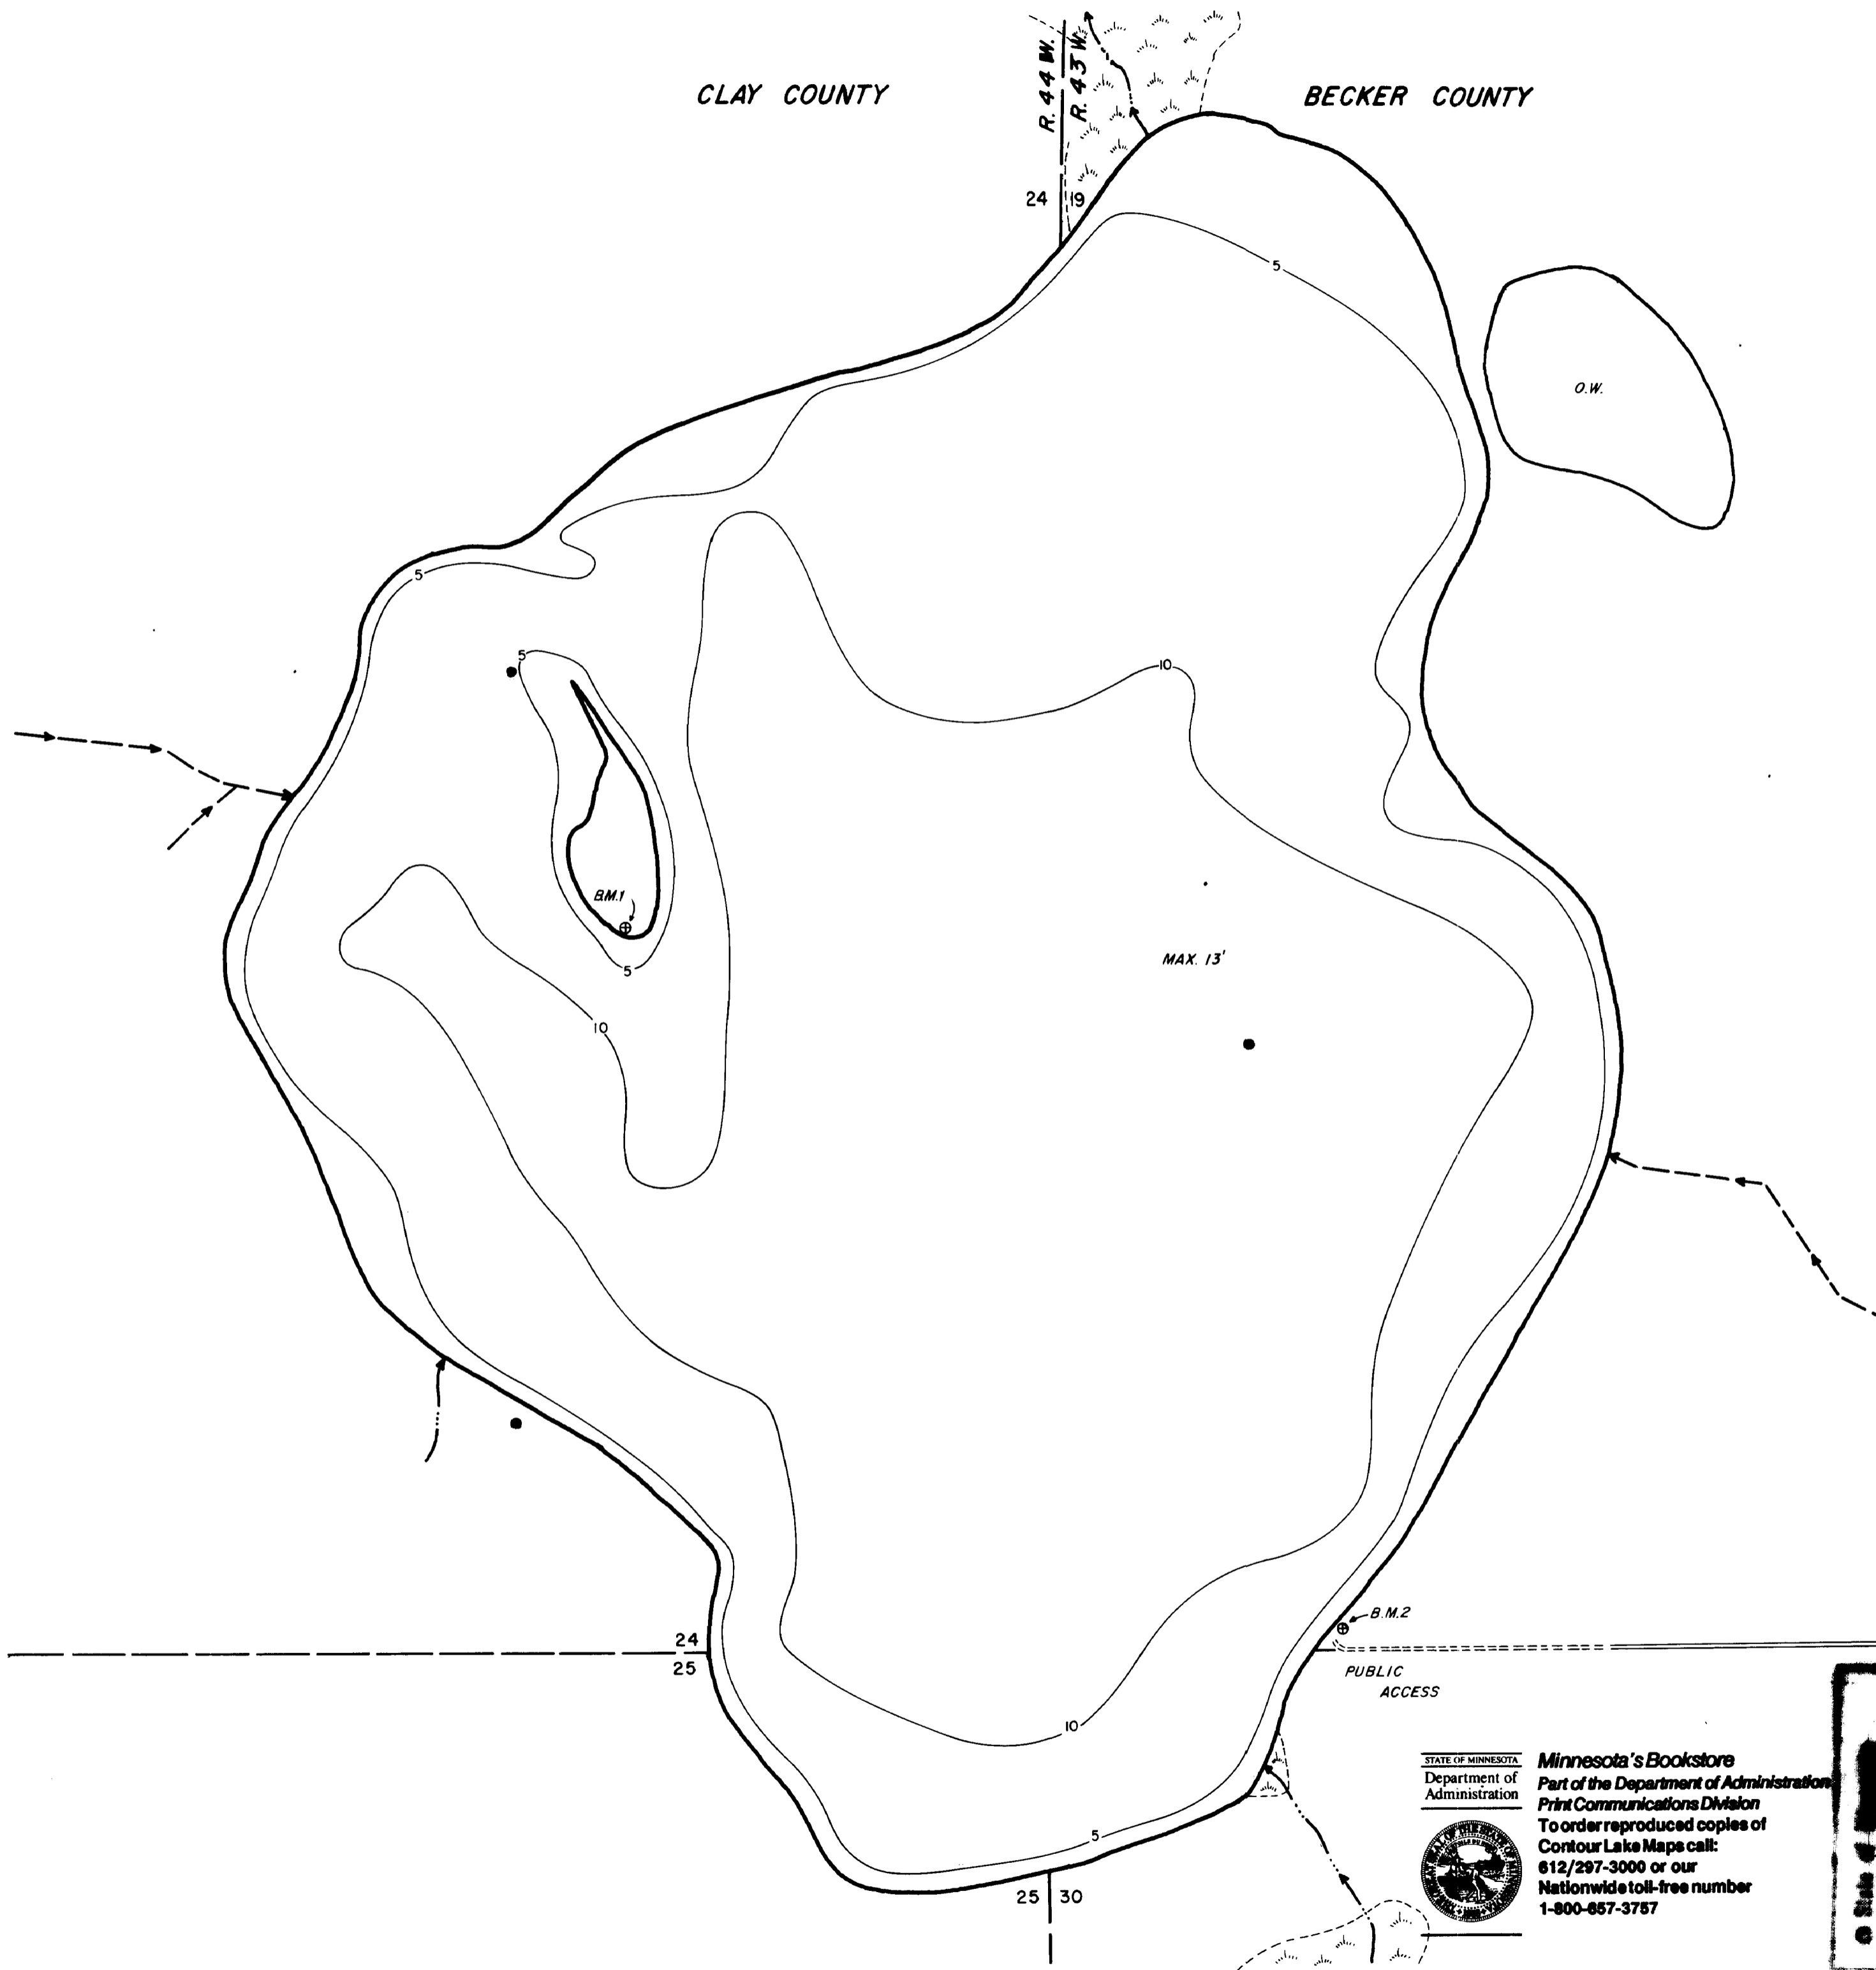 CLAY COUNTY
BECKER COUNTY
R. 44 W.
R. 43 W.
24
19
5
O.W.
5
5
10
B.M.1
5
MAX. 13'
10
B.M.2
24
25
PUBLIC
ACCESS
10
5
25
30
STATE OF MINNESOTA
Department of
Administration
Minnesota's Bookstore
Part of the Department of Administration
Print Communications Division
To order reproduced copies of
Contour Lake Maps call:
612/297-3000 or our
Nationwide toll-free number
1-800-657-3757
State